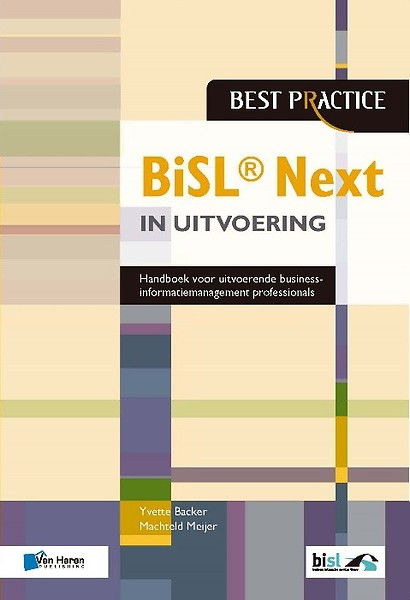 BEST PRACTICE
BiSL® Next
IN UITVOERING
Handboek voor uitvoerende business-
informatiemanagement professionals
Yvette Backer
Machteld Meijer
Van Haren
PUBLISHING
bisl